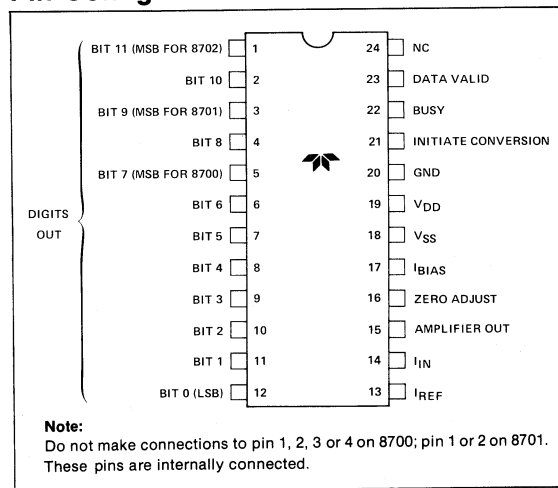 BIT 11 (MSB FOR 8702) 1 24 NC
BIT 10 2 23 DATA VALID
BIT 9 (MSB FOR 8701) 3 22 BUSY
BIT 8 4 21 INITIATE CONVERSION
BIT 7 (MSB FOR 8700) 5 20 GND
BIT 6 6 19 VDD
DIGITS OUT
BIT 5 7 18 VSS
BIT 4 8 17 IBIAS
BIT 3 9 16 ZERO ADJUST
BIT 2 10 15 AMPLIFIER OUT
BIT 1 11 14 IIN
BIT 0 (LSB) 12 13 IREF
Note:
Do not make connections to pin 1, 2, 3 or 4 on 8700; pin 1 or 2 on 8701.
These pins are internally connected.